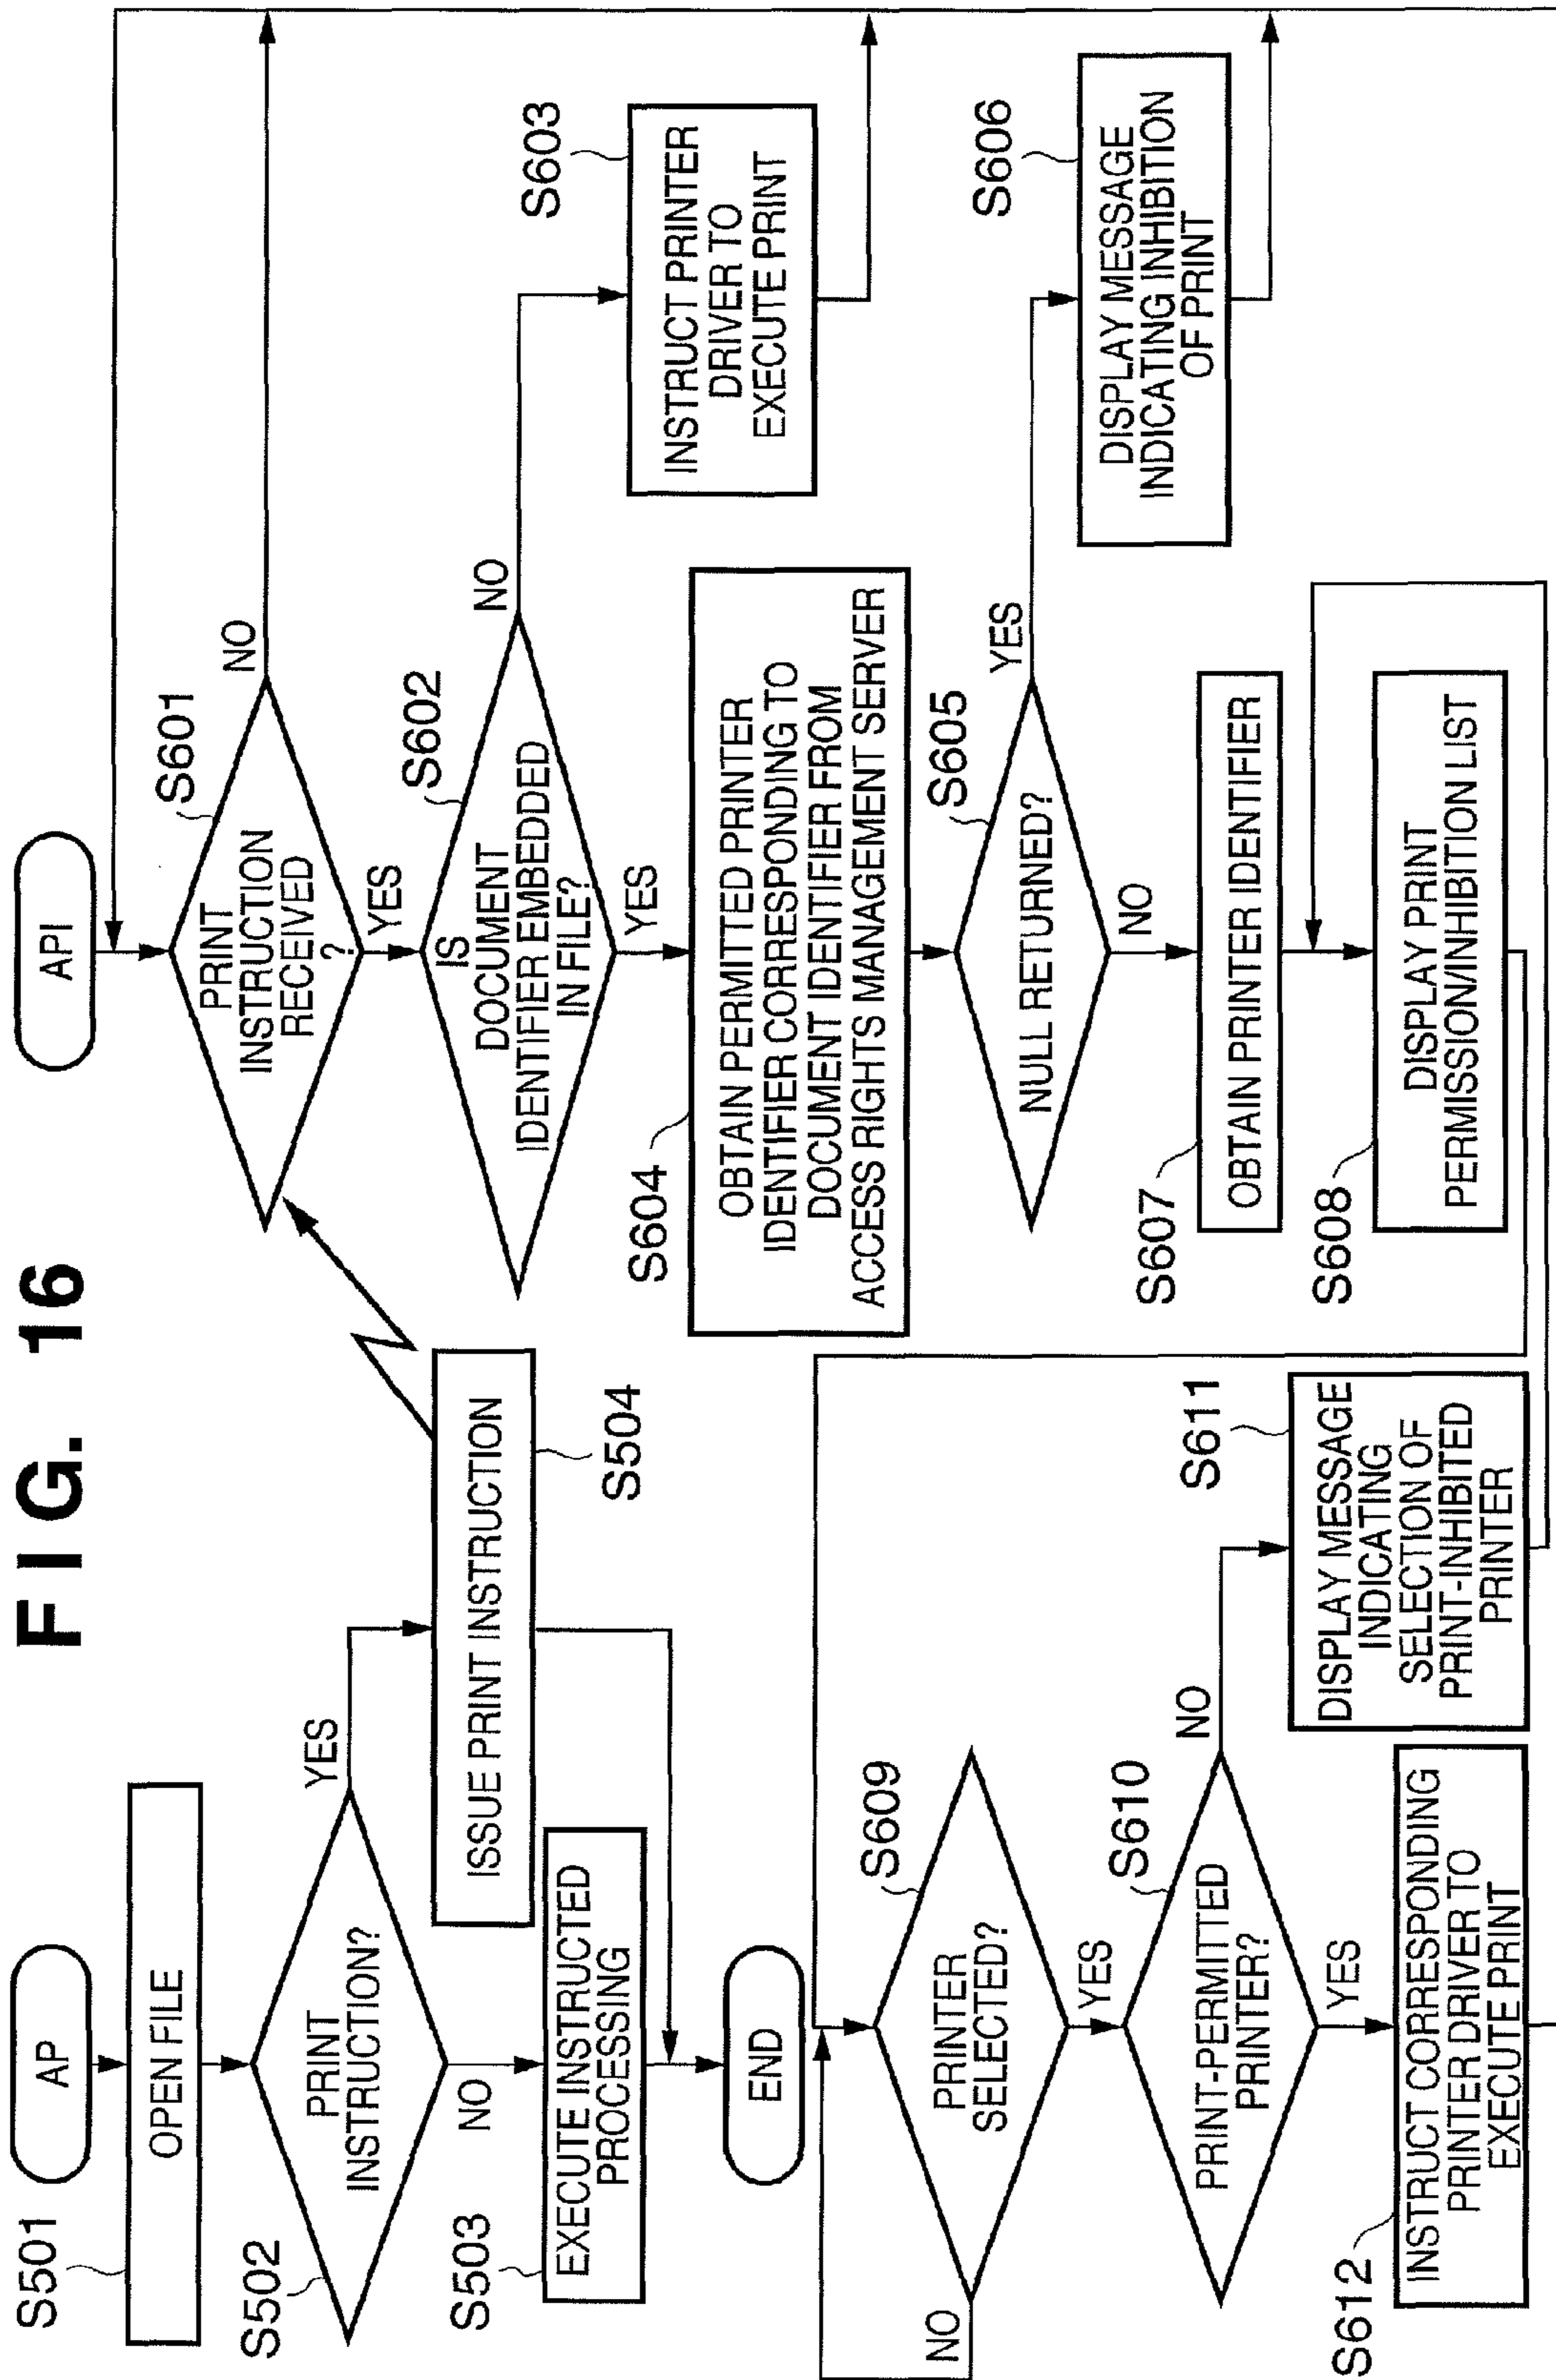 FIG. 16
AP
S501
OPEN FILE
S502
PRINT
INSTRUCTION?
YES
NO
S503
EXECUTE INSTRUCTED
PROCESSING
ISSUE PRINT INSTRUCTION
S504
END
API
S601
PRINT
INSTRUCTION
RECEIVED
?
NO
YES
S602
IS
DOCUMENT
IDENTIFIER EMBEDDED
IN FILE?
NO
YES
S603
INSTRUCT PRINTER
DRIVER TO
EXECUTE PRINT
S604
OBTAIN PERMITTED PRINTER
IDENTIFIER CORRESPONDING TO
DOCUMENT IDENTIFIER FROM
ACCESS RIGHTS MANAGEMENT SERVER
S605
NULL RETURNED?
YES
NO
S606
DISPLAY MESSAGE
INDICATING INHIBITION
OF PRINT
S607
OBTAIN PRINTER IDENTIFIER
S608
DISPLAY PRINT
PERMISSION/INHIBITION LIST
S609
PRINTER
SELECTED?
NO
YES
S610
PRINT-PERMITTED
PRINTER?
NO
YES
S611
DISPLAY MESSAGE
INDICATING
SELECTION OF
PRINT-INHIBITED
PRINTER
S612
INSTRUCT CORRESPONDING
PRINTER DRIVER TO
EXECUTE PRINT